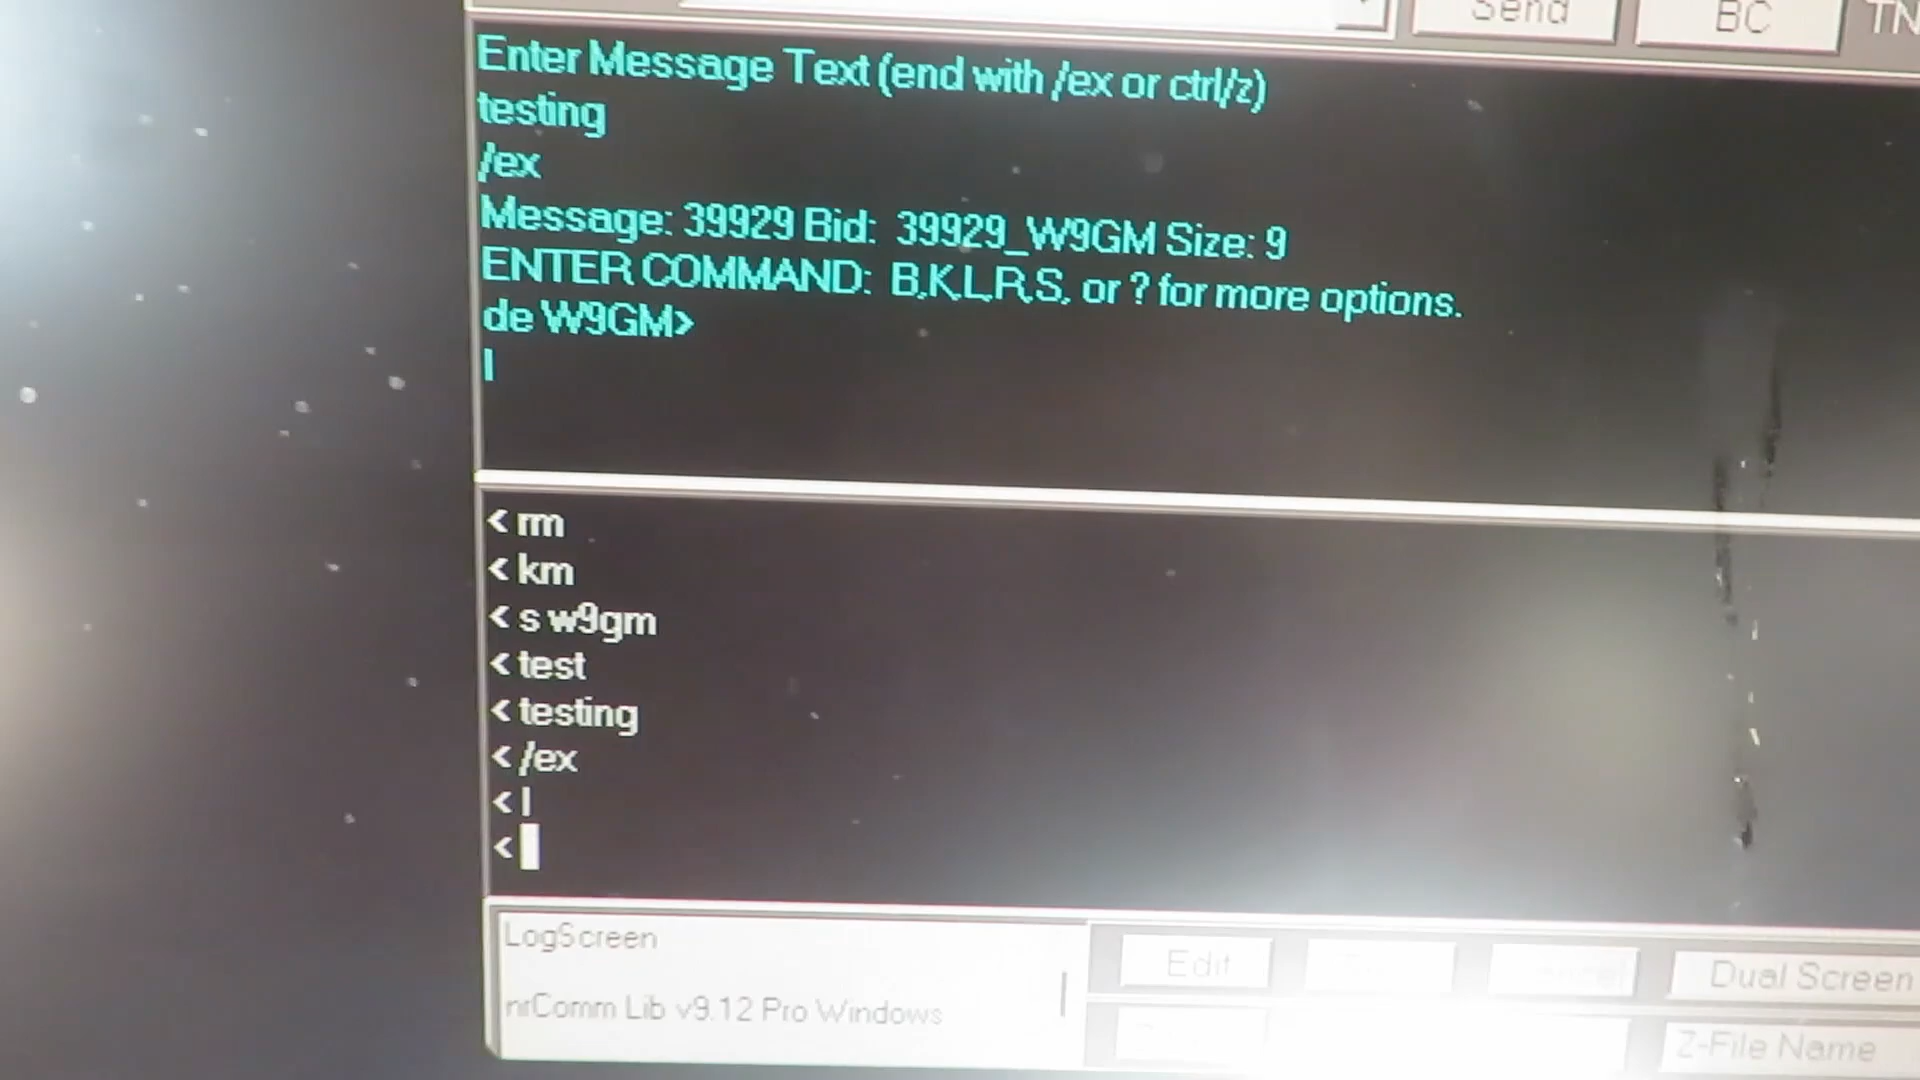 Send
BC
TN
Enter Message Text (end with /ex or ctrl/z)
testing
/ex
Message: 39929 Bid: 39929_W9GM Size: 9
ENTER COMMAND: B,K,L,R,S, or ? for more options.
de W9GM>
l
< rm
< km
< s w9gm
< test
< testing
< /ex
< l
<
LogScreen
Edit
Dual Screen
nrComm Lib v9.12 Pro Windows
Z-File Name